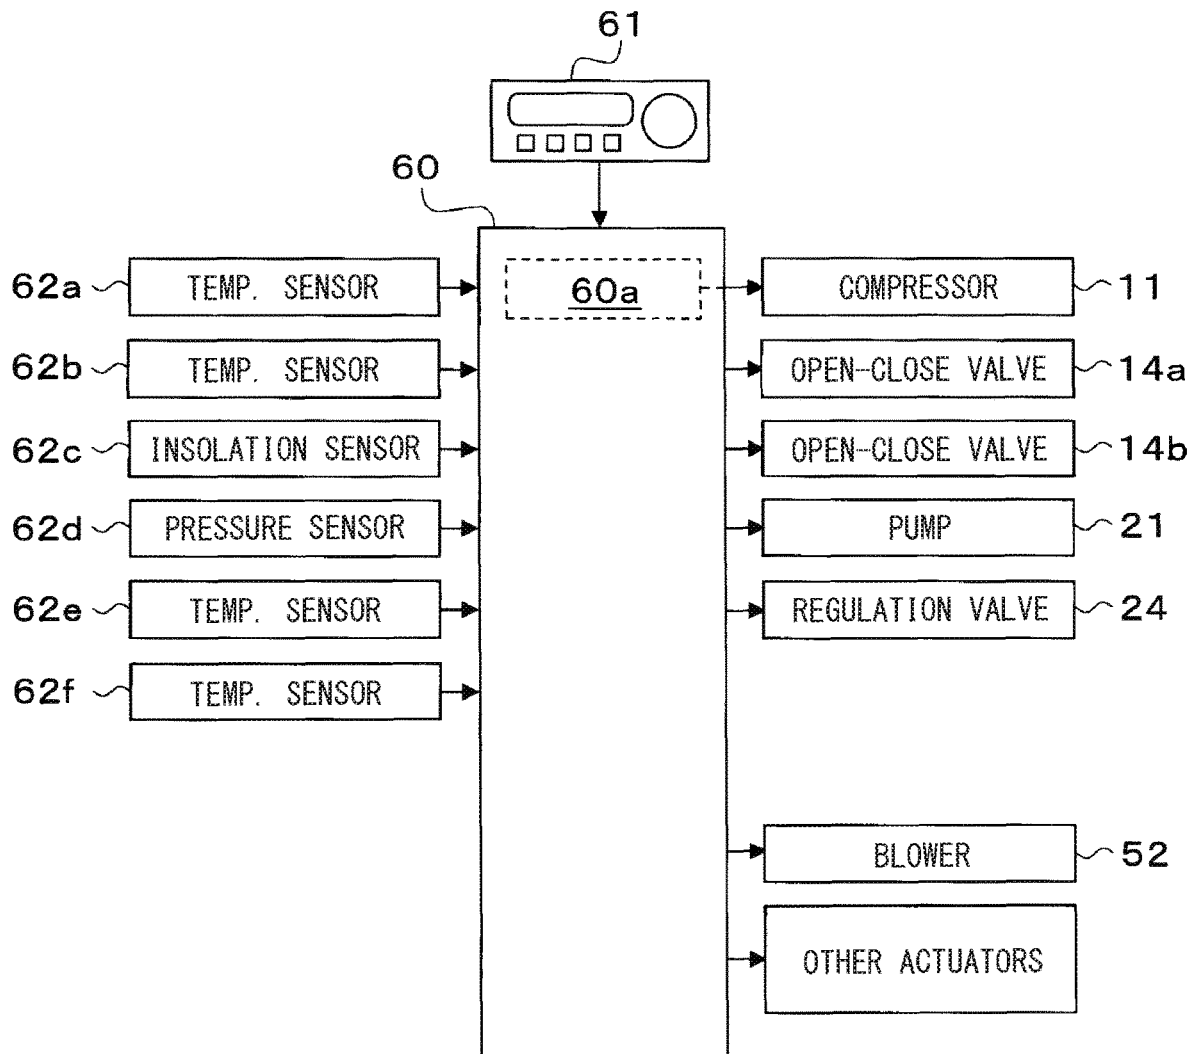 61
60
62a TEMP. SENSOR 60a COMPRESSOR 11
62b TEMP. SENSOR OPEN-CLOSE VALVE 14a
62c INSOLATION SENSOR OPEN-CLOSE VALVE 14b
62d PRESSURE SENSOR PUMP 21
62e TEMP. SENSOR REGULATION VALVE 24
62f TEMP. SENSOR
BLOWER 52
OTHER ACTUATORS